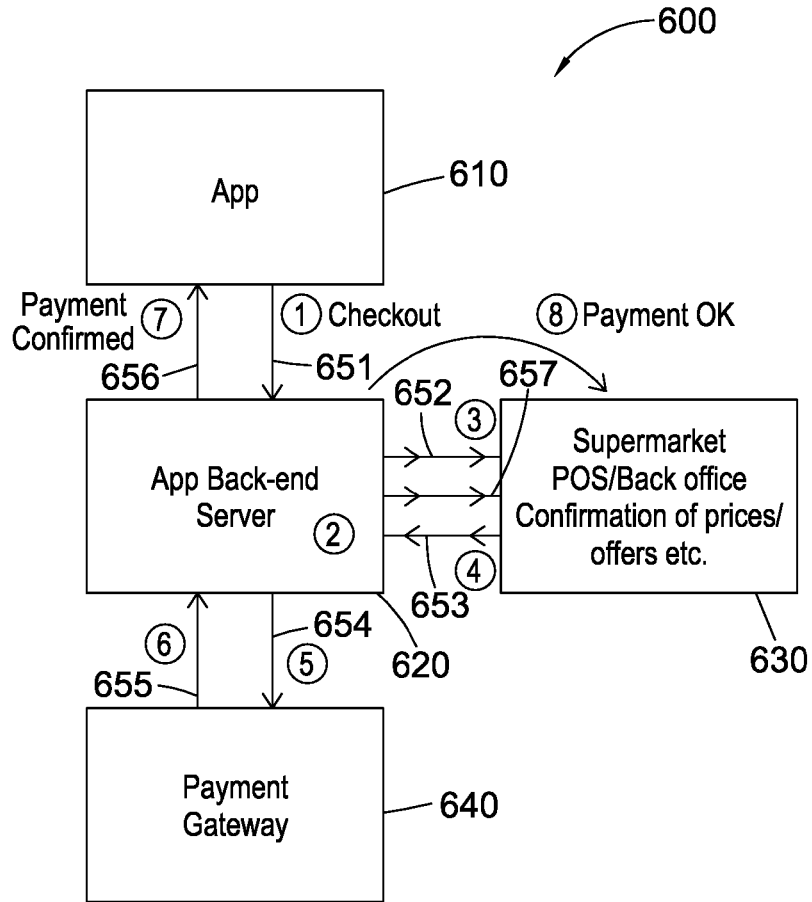 600
App
610
Payment
Confirmed
7
1 Checkout
8 Payment OK
656
651
652
3
657
App Back-end
Server
2
Supermarket
POS/Back office
Confirmation of prices/
offers etc.
4
653
6
655
654
5
620
630
Payment
Gateway
640